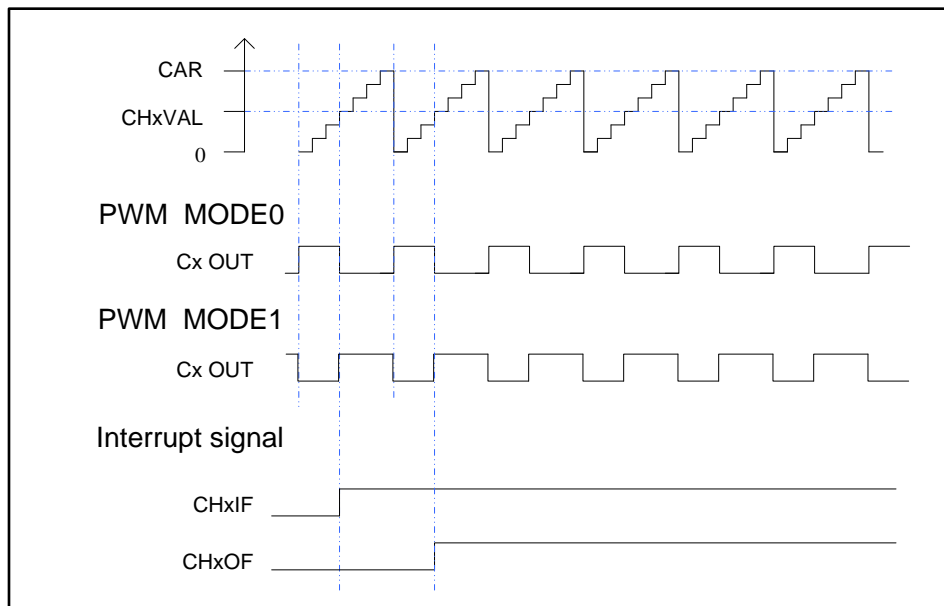 CAR
CHxVAL
0
PWM MODE0
Cx OUT
PWM MODE1
Cx OUT
Interrupt signal
CHxIF
CHxOF